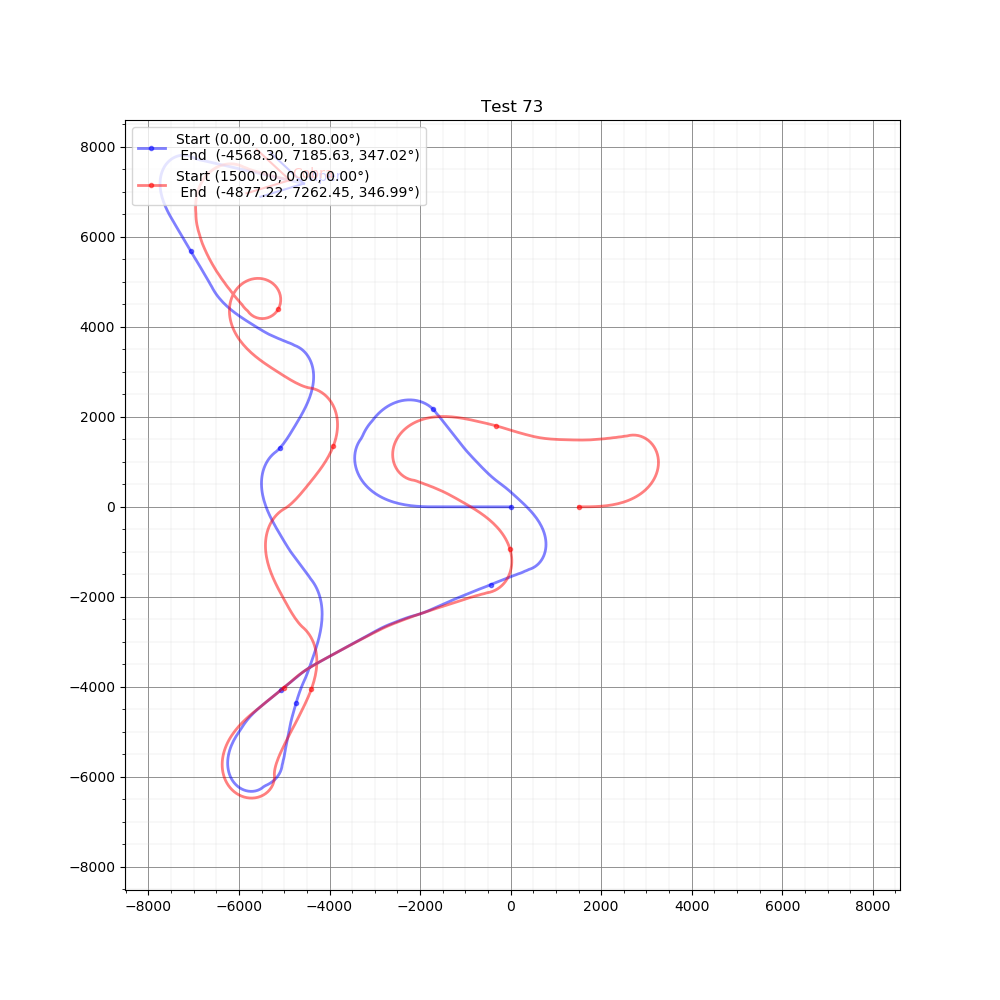 Test 73
Start (0.00, 0.00, 180.00°)
End (-4568.30, 7185.63, 347.02°)
Start (1500.00, 0.00, 0.00°)
End (-4877.22, 7262.45, 346.99°)
8000
6000
4000
2000
0
−2000
−4000
−6000
−8000
−8000 −6000 −4000 −2000 0 2000 4000 6000 8000